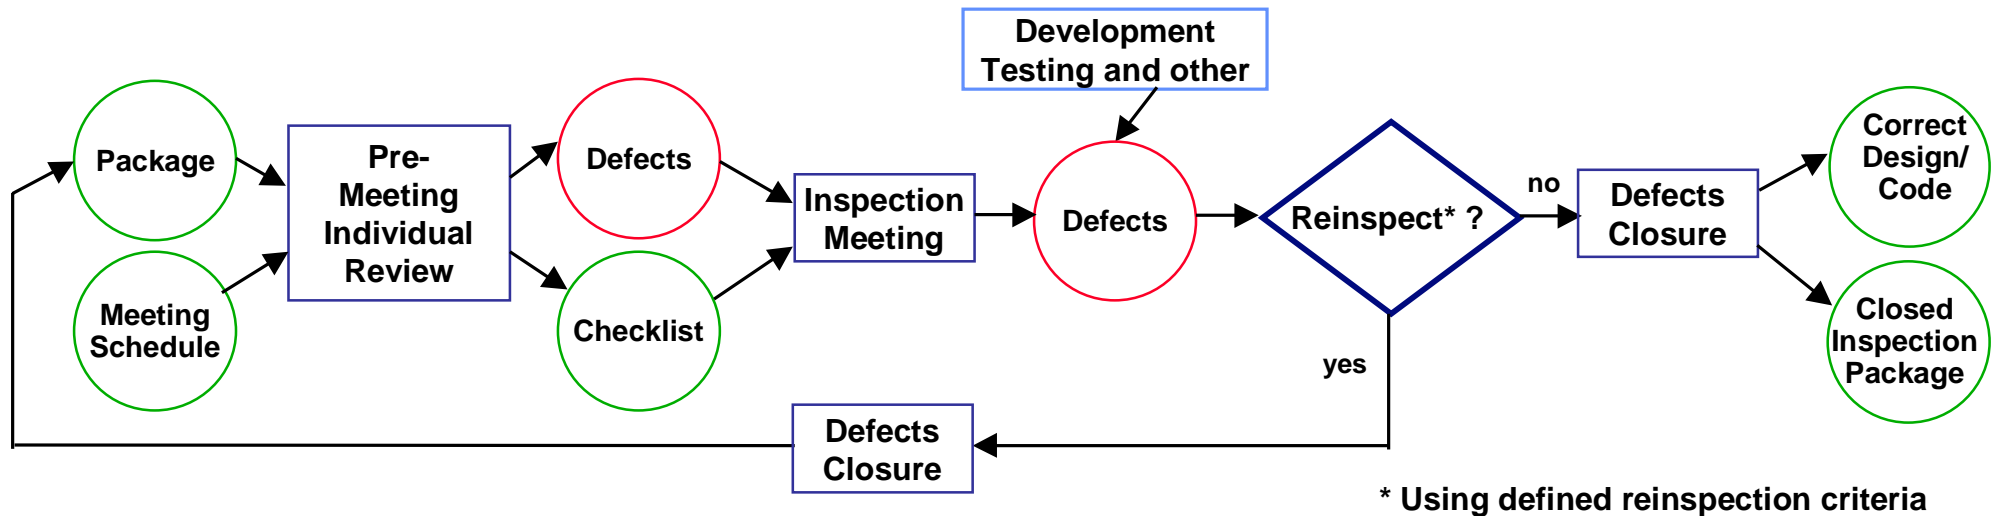 Development
Testing and other
Package
Meeting
Schedule
Pre-
Meeting
Individual
Review
Defects
Checklist
Inspection
Meeting
Defects
Reinspect* ?
no
yes
Defects
Closure
Correct
Design/
Code
Closed
Inspection
Package
Defects
Closure
* Using defined reinspection criteria